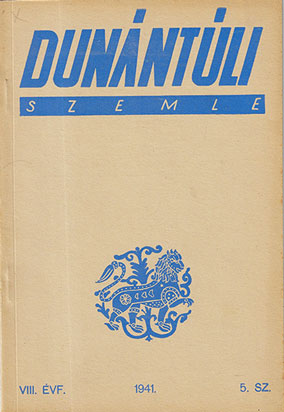 DUNÁNTÚLI
SZEMLE
VIII. ÉVF. 1941. 5. SZ.